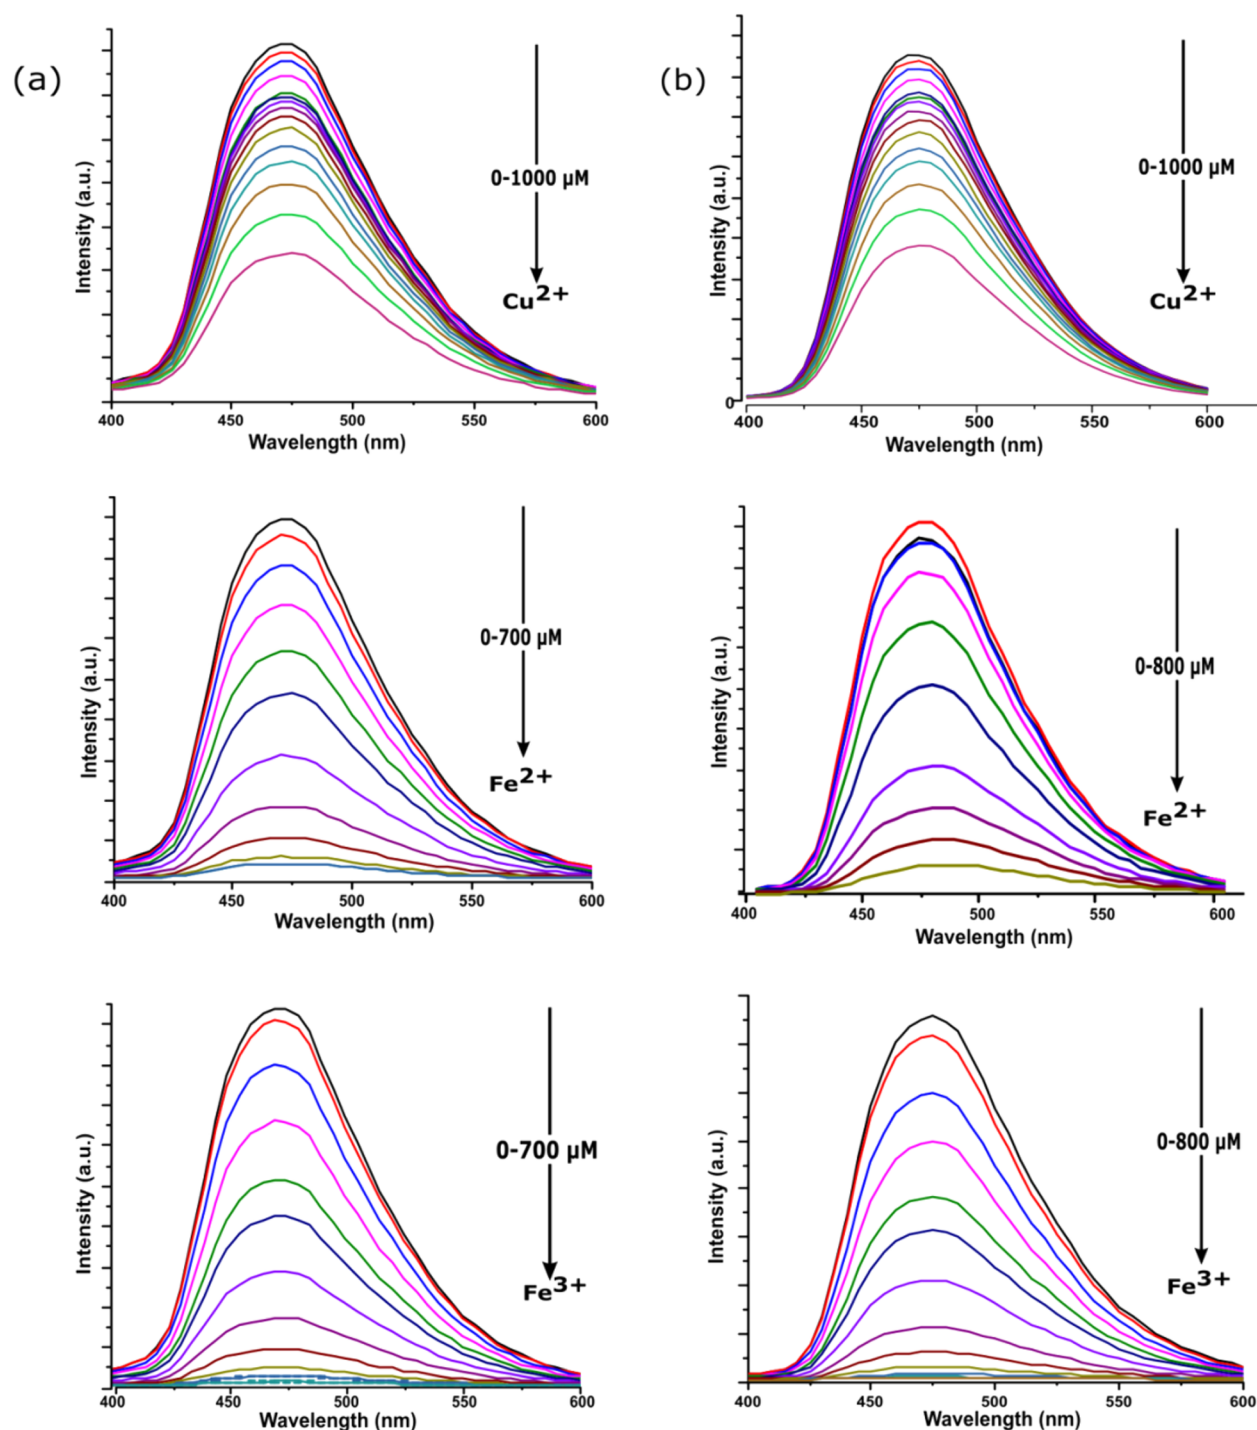 (a)
Intensity (a.u.)
0-1000 µM
Cu2+
400 450 500 550 600
Wavelength (nm)
(b)
Intensity (a.u.)
0-1000 µM
Cu2+
0
400 450 500 550 600
Wavelength (nm)
Intensity (a.u.)
0-700 µM
Fe2+
400 450 500 550 600
Wavelength (nm)
Intensity (a.u.)
0-800 µM
Fe2+
400 450 500 550 600
Wavelength (nm)
Intensity (a.u.)
0-700 µM
Fe3+
400 450 500 550 600
Wavelength (nm)
Intensity (a.u.)
0-800 µM
Fe3+
400 450 500 550 600
Wavelength (nm)